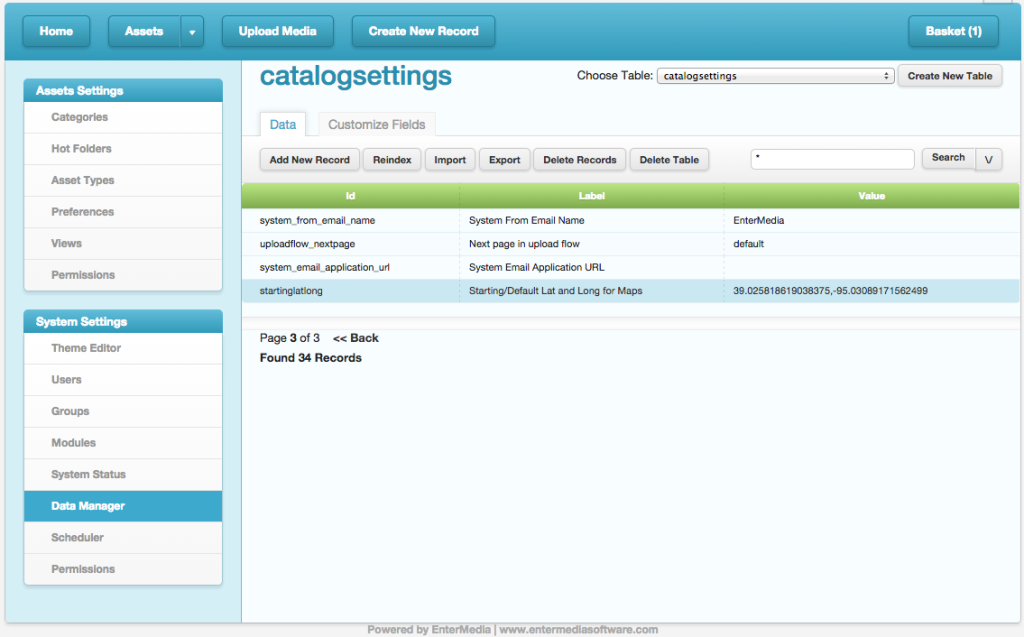 Home Assets Upload Media Create New Record Basket (1)
catalogsettings Choose Table: catalogsettings Create New Table
Assets Settings
Categories
Hot Folders
Asset Types
Preferences
Views
Permissions
System Settings
Theme Editor
Users
Groups
Modules
System Status
Data Manager
Scheduler
Permissions
Data Customize Fields
Add New Record Reindex Import Export Delete Records Delete Table * Search V
Id Label Value
system_from_email_name System From Email Name EnterMedia
uploadflow_nextpage Next page in upload flow default
system_email_application_url System Email Application URL
startinglatlong Starting/Default Lat and Long for Maps 39.025818619038375,-95.03089171562499
Page 3 of 3 << Back
Found 34 Records
Powered by EnterMedia | www.entermediasoftware.com